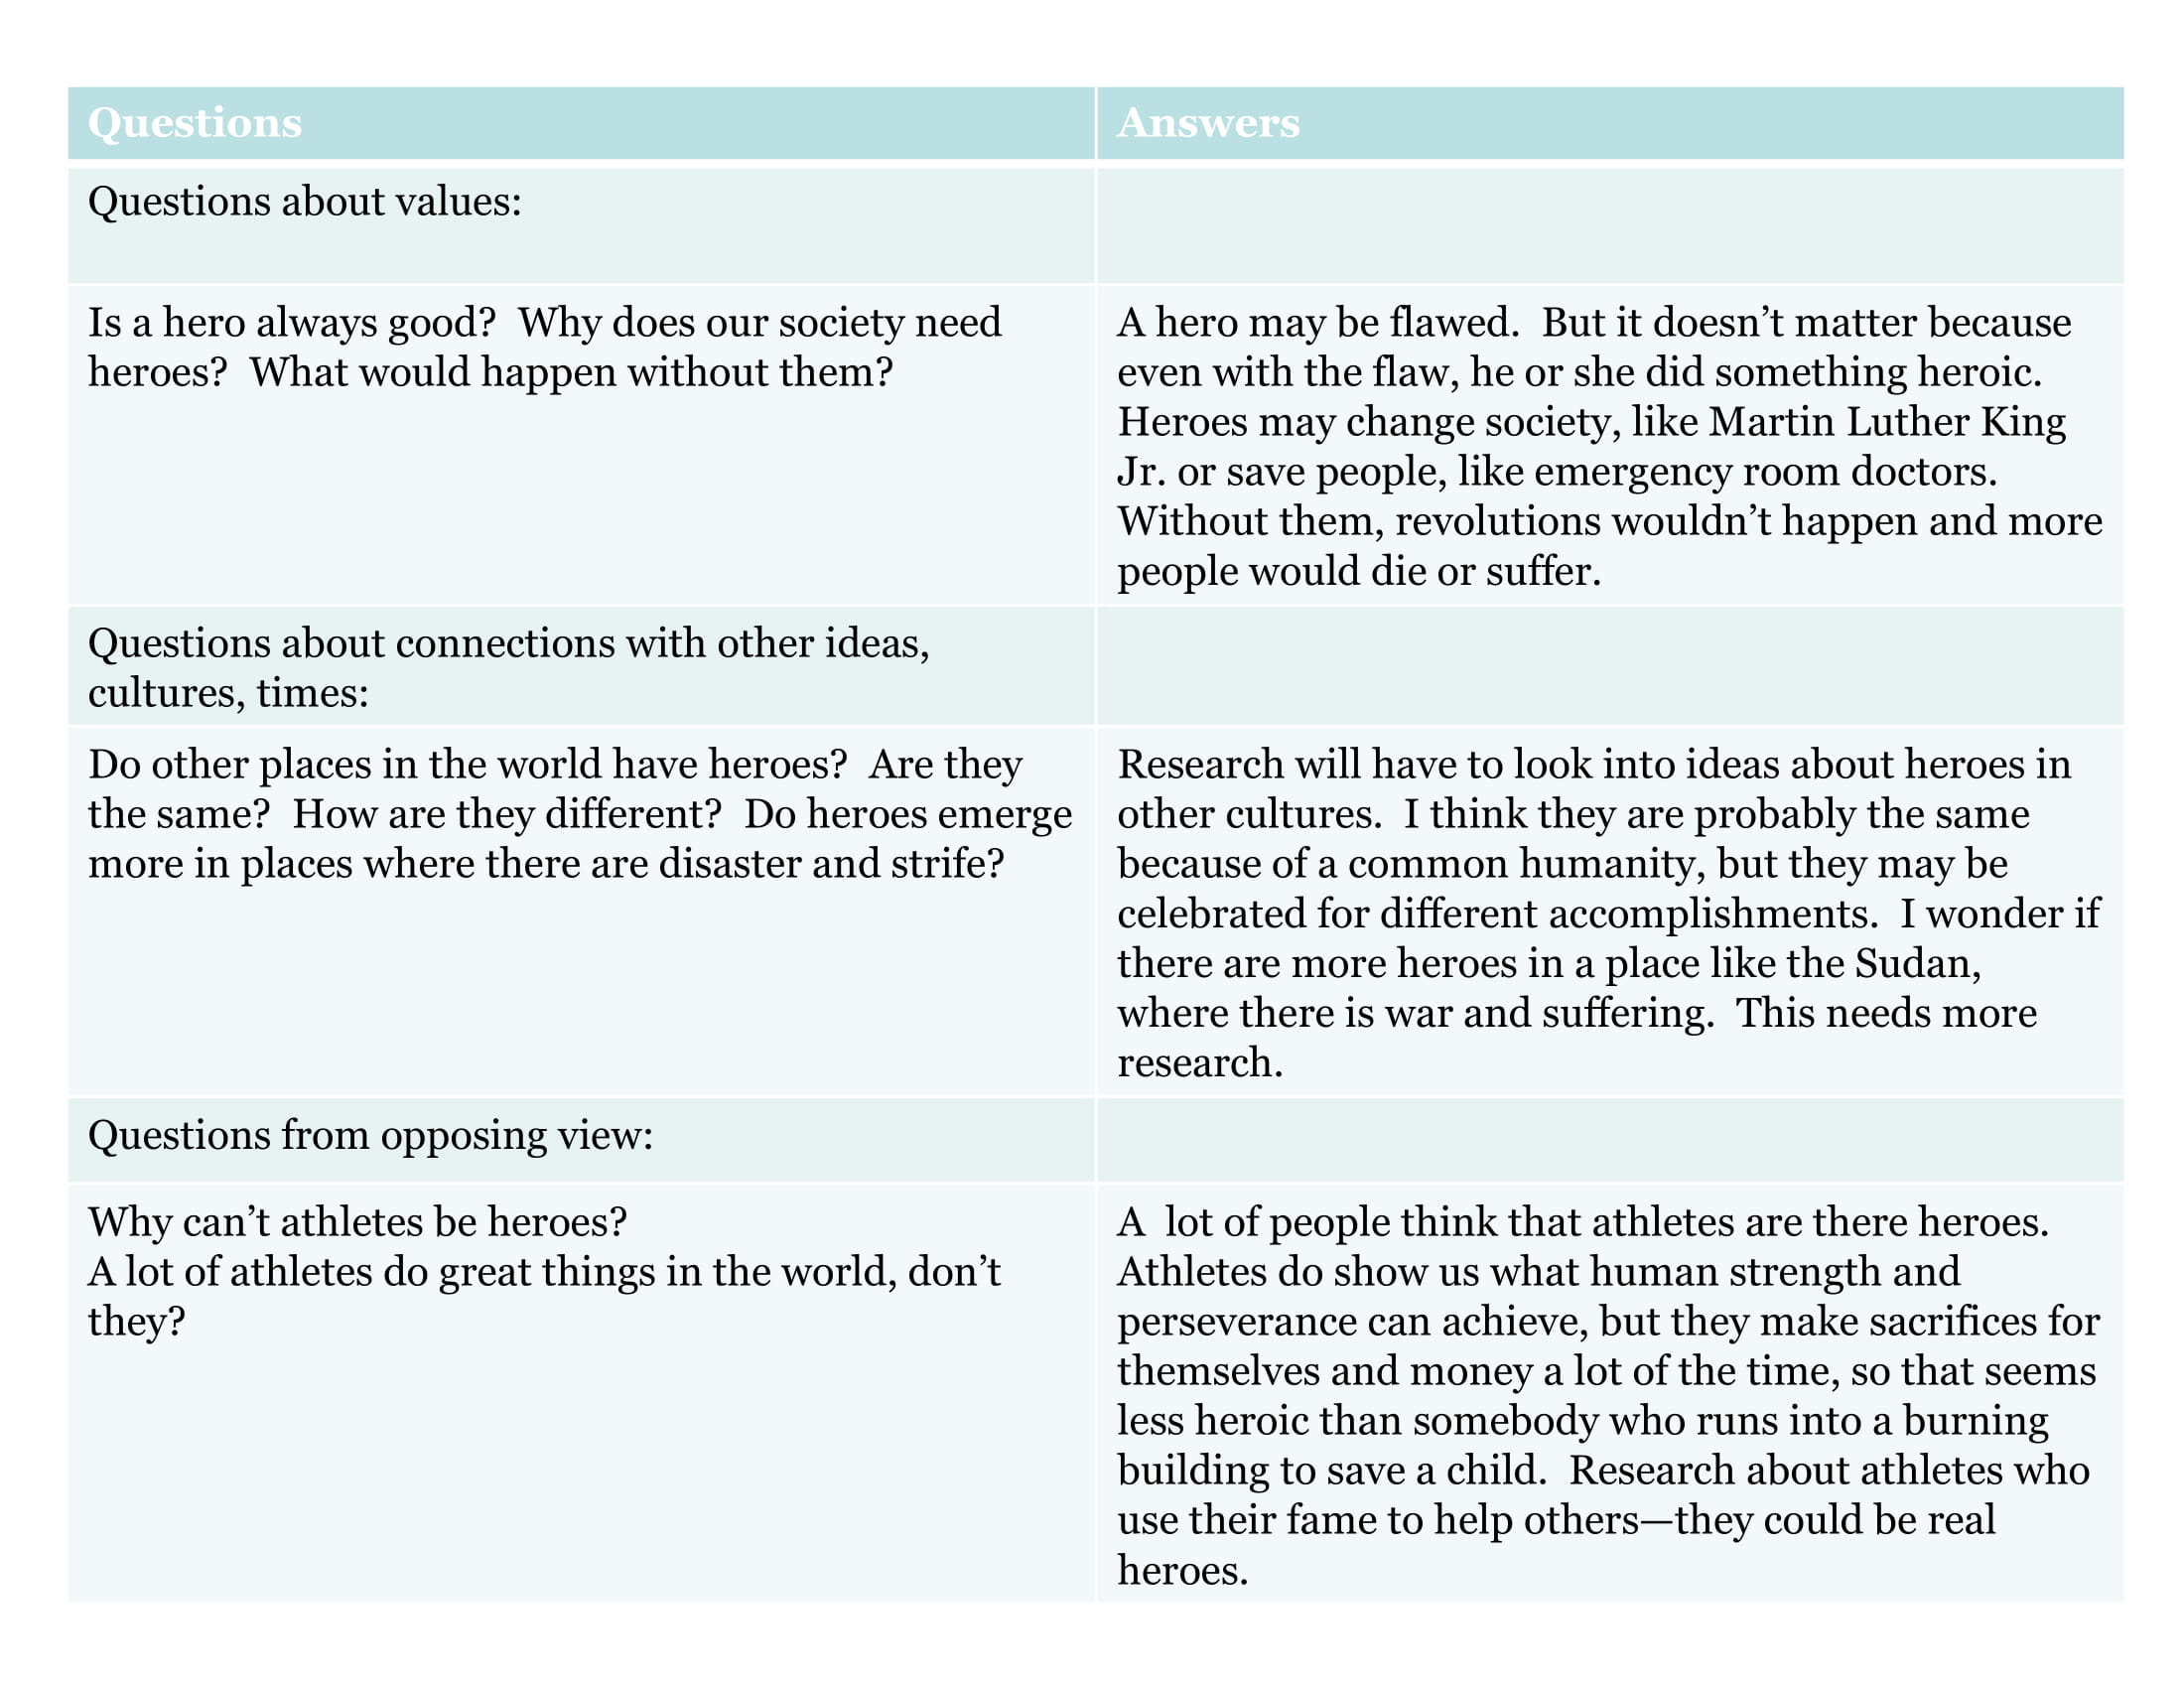 Questions
Answers
Questions about values:
Is a hero always good?  Why does our society need
heroes?  What would happen without them?
A hero may be flawed.  But it doesn’t matter because
even with the flaw, he or she did something heroic.
Heroes may change society, like Martin Luther King
Jr. or save people, like emergency room doctors.
Without them, revolutions wouldn’t happen and more
people would die or suffer.
Questions about connections with other ideas,
cultures, times:
Do other places in the world have heroes?  Are they
the same?  How are they different?  Do heroes emerge
more in places where there are disaster and strife?
Research will have to look into ideas about heroes in
other cultures.  I think they are probably the same
because of a common humanity, but they may be
celebrated for different accomplishments.  I wonder if
there are more heroes in a place like the Sudan,
where there is war and suffering.  This needs more
research.
Questions from opposing view:
Why can’t athletes be heroes?
A lot of athletes do great things in the world, don’t
they?
A  lot of people think that athletes are there heroes.
Athletes do show us what human strength and
perseverance can achieve, but they make sacrifices for
themselves and money a lot of the time, so that seems
less heroic than somebody who runs into a burning
building to save a child.  Research about athletes who
use their fame to help others—they could be real
heroes.